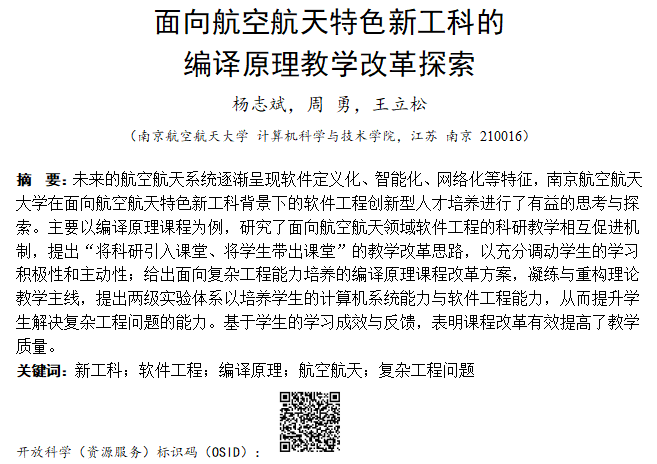 面向航空航天特色新工科的
编译原理教学改革探索
杨志斌，周 勇，王立松
（南京航空航天大学 计算机科学与技术学院，江苏 南京 210016）
摘 要：未来的航空航天系统逐渐呈现软件定义化、智能化、网络化等特征，南京航空航天
大学在面向航空航天特色新工科背景下的软件工程创新型人才培养进行了有益的思考与探
索。主要以编译原理课程为例，研究了面向航空航天领域软件工程的科研教学相互促进机
制，提出“将科研引入课堂、将学生带出课堂”的教学改革思路，以充分调动学生的学习
积极性和主动性；给出面向复杂工程能力培养的编译原理课程改革方案，凝练与重构理论
教学主线，提出两级实验体系以培养学生的计算机系统能力与软件工程能力，从而提升学
生解决复杂工程问题的能力。基于学生的学习成效与反馈，表明课程改革有效提高了教学
质量。
关键词：新工科；软件工程；编译原理；航空航天；复杂工程问题
开放科学（资源服务）标识码（OSID）：